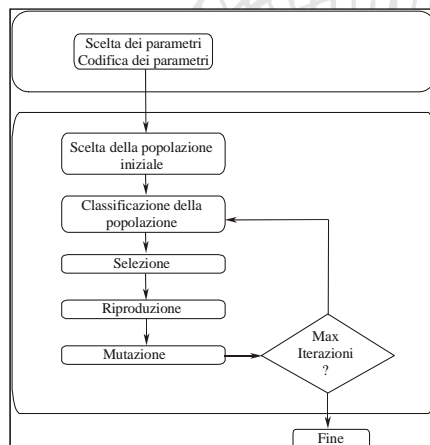 Scelta dei parametri
Codifica dei parametri
Scelta della popolazione
iniziale
Classificazione della
popolazione
Selezione
Riproduzione
Mutazione
Max
Iterazioni
?
Fine